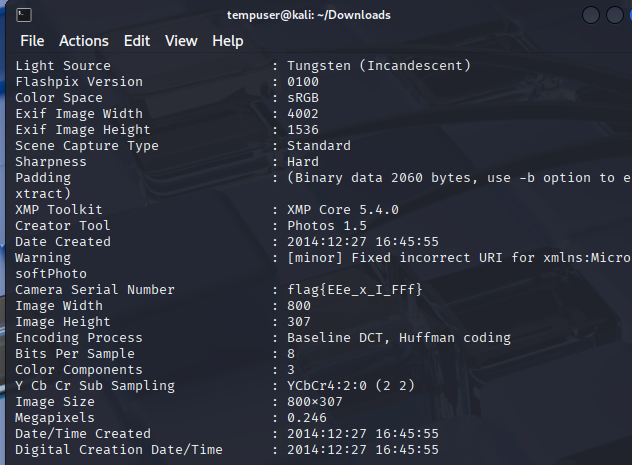 tempuser@kali: ~/Downloads
File Actions Edit View Help
Light Source : Tungsten (Incandescent)
Flashpix Version : 0100
Color Space : sRGB
Exif Image Width : 4002
Exif Image Height : 1536
Scene Capture Type : Standard
Sharpness : Hard
Padding : (Binary data 2060 bytes, use -b option to e
xtract)
XMP Toolkit : XMP Core 5.4.0
Creator Tool : Photos 1.5
Date Created : 2014:12:27 16:45:55
Warning : [minor] Fixed incorrect URI for xmlns:Micro
softPhoto
Camera Serial Number : flag{EEe_x_I_FFf}
Image Width : 800
Image Height : 307
Encoding Process : Baseline DCT, Huffman coding
Bits Per Sample : 8
Color Components : 3
Y Cb Cr Sub Sampling : YCbCr4:2:0 (2 2)
Image Size : 800×307
Megapixels : 0.246
Date/Time Created : 2014:12:27 16:45:55
Digital Creation Date/Time : 2014:12:27 16:45:55